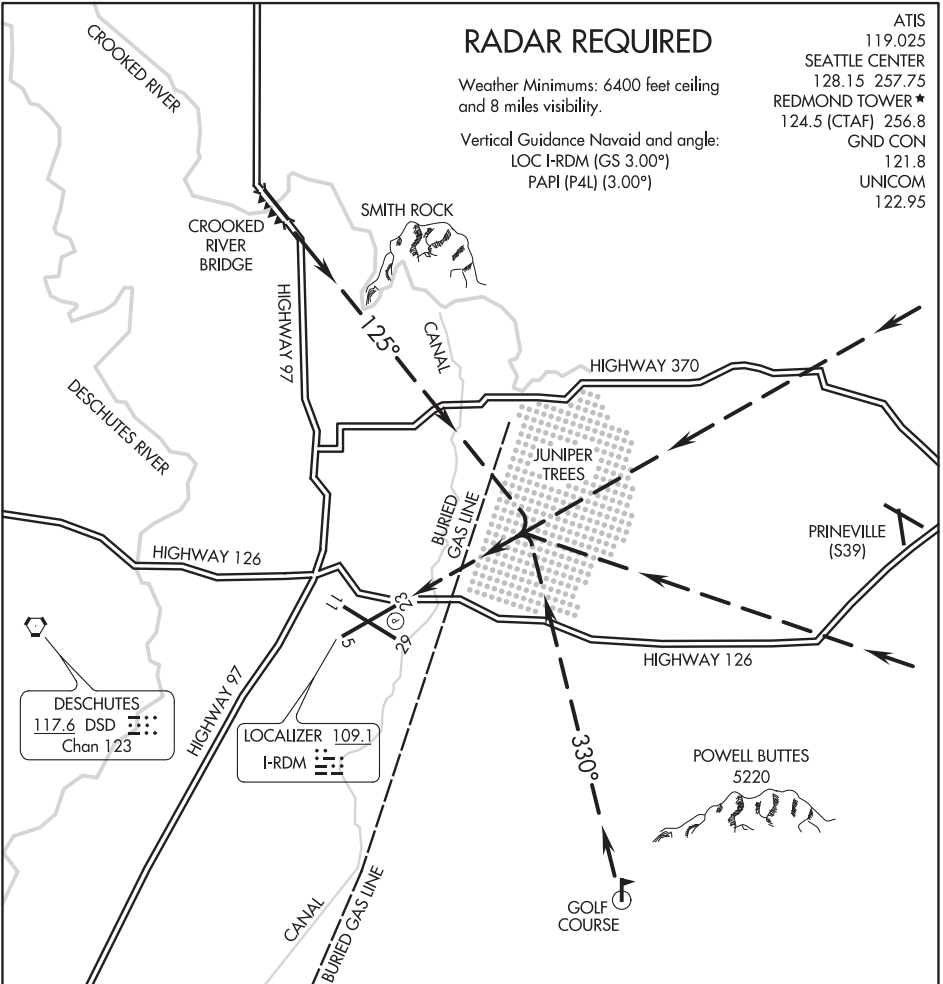 RADAR REQUIRED
Weather Minimums: 6400 feet ceiling
and 8 miles visibility.
Vertical Guidance Navaid and angle:
LOC I-RDM (GS 3.00°)
PAPI (P4L) (3.00°)
ATIS
119.025
SEATTLE CENTER
128.15 257.75
REDMOND TOWER★
124.5 (CTAF) 256.8
GND CON
121.8
UNICOM
122.95
CROOKED RIVER
CROOKED
RIVER
BRIDGE
SMITH ROCK
HIGHWAY 97
125°
CANAL
HIGHWAY 370
DESCHUTES RIVER
JUNIPER
TREES
BURIED
GAS LINE
PRINEVILLE
(S39)
HIGHWAY 126
11
23
P
5
29
HIGHWAY 126
DESCHUTES
117.6 DSD
Chan 123
HIGHWAY 97
LOCALIZER 109.1
I-RDM
330°
POWELL BUTTES
5220
GOLF
COURSE
CANAL
BURIED GAS LINE